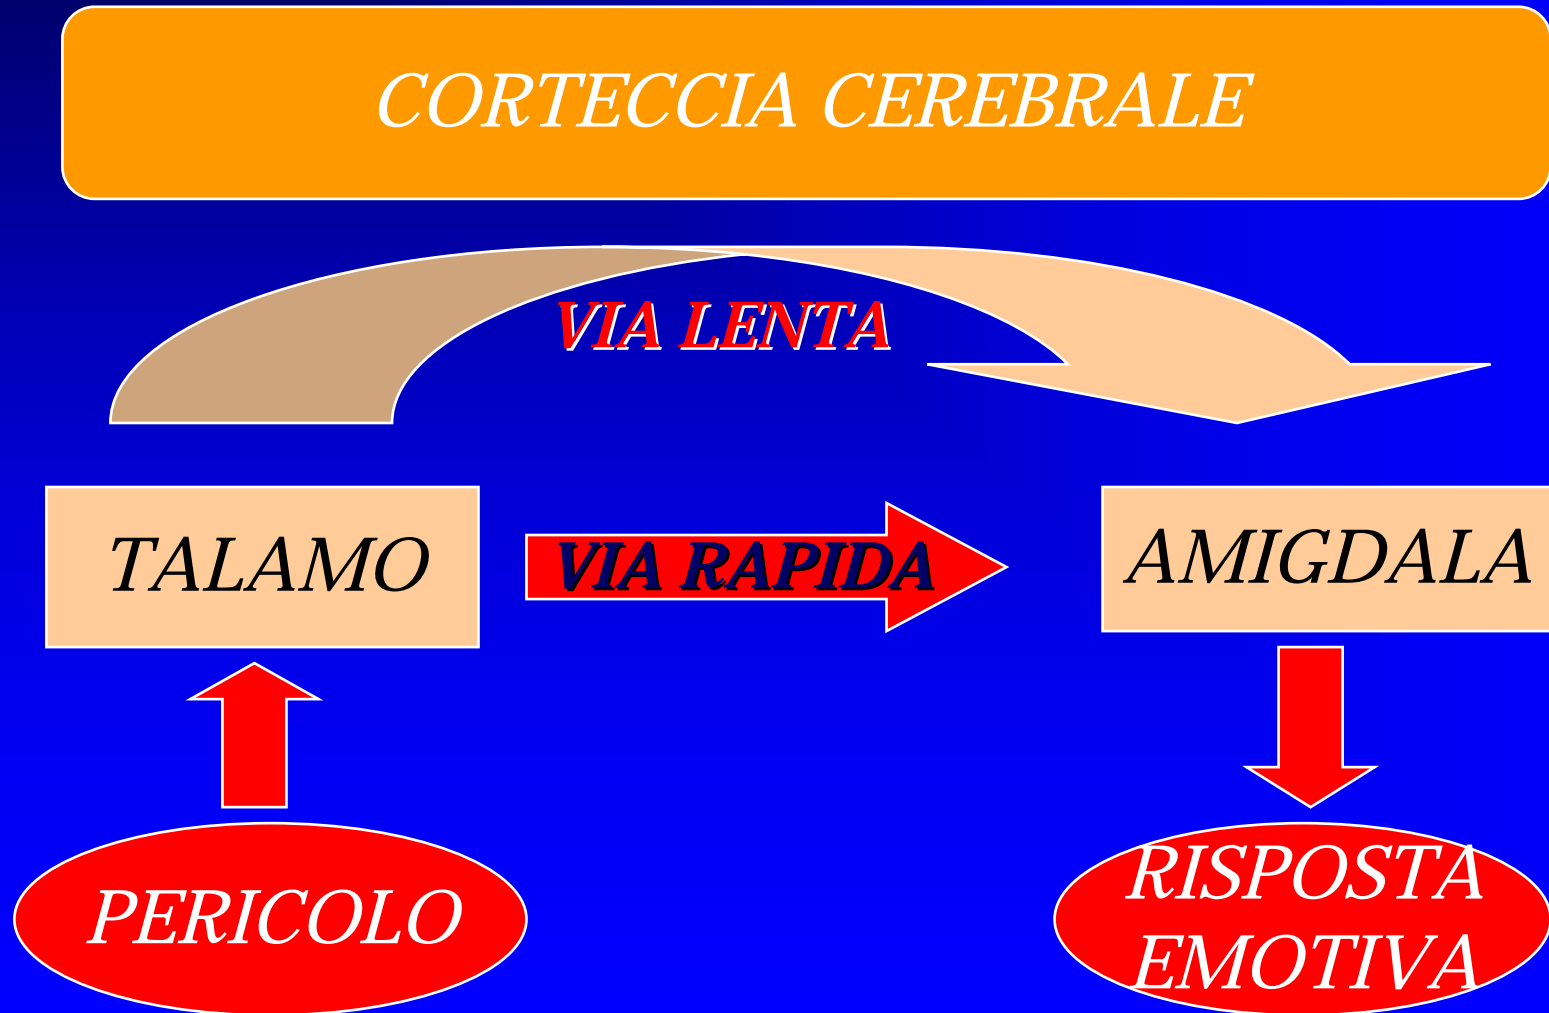 CORTECCIA CEREBRALE
VIA LENTA
TALAMO
VIA RAPIDA
AMIGDALA
PERICOLO
RISPOSTA
EMOTIVA